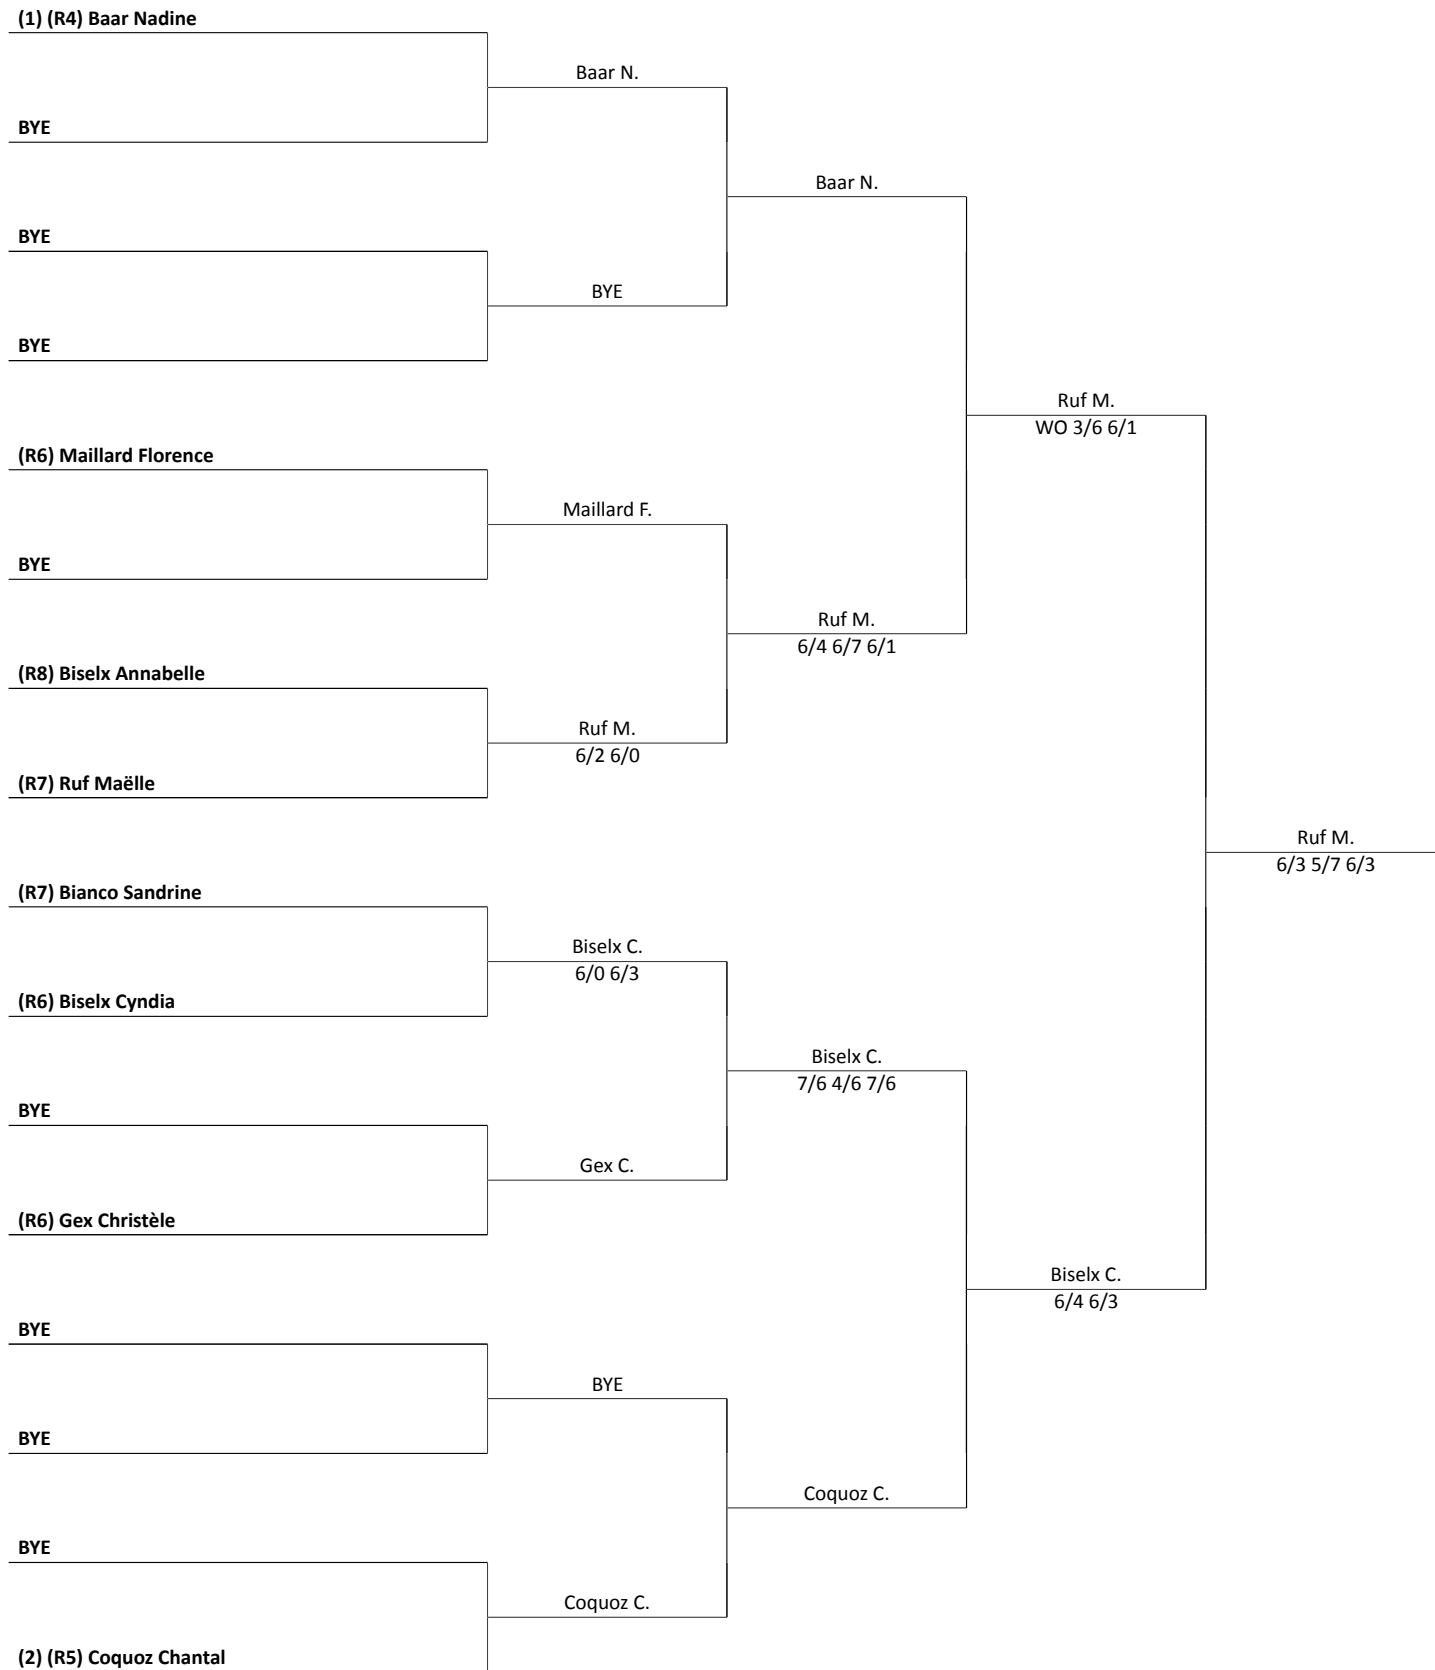 (1) (R4) Baar Nadine
Baar N.
BYE
Baar N.
BYE
BYE
BYE
Ruf M.
WO 3/6 6/1
(R6) Maillard Florence
Maillard F.
BYE
Ruf M.
6/4 6/7 6/1
(R8) Biselx Annabelle
Ruf M.
6/2 6/0
(R7) Ruf Maëlle
Ruf M.
6/3 5/7 6/3
(R7) Bianco Sandrine
Biselx C.
6/0 6/3
(R6) Biselx Cyndia
Biselx C.
7/6 4/6 7/6
BYE
Gex C.
(R6) Gex Christèle
Biselx C.
6/4 6/3
BYE
BYE
BYE
Coquoz C.
BYE
Coquoz C.
(2) (R5) Coquoz Chantal